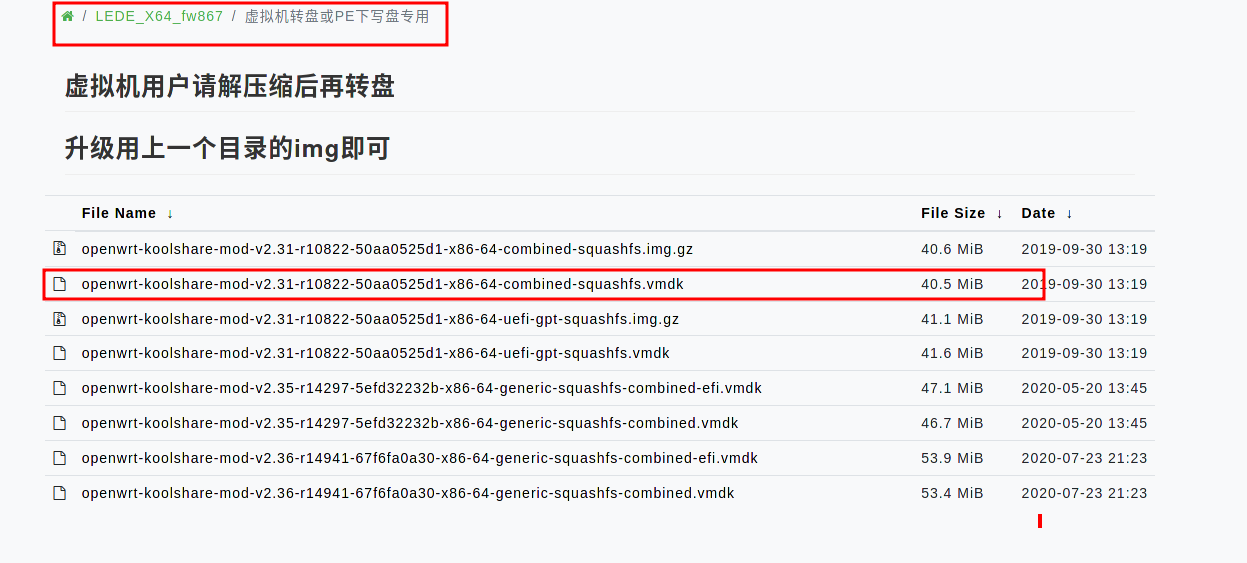 / LEDE_X64_fw867 / 虚拟机转盘或PE下写盘专用
虚拟机用户请解压缩后再转盘
升级用上一个目录的img即可
File Name ↓ File Size ↓ Date ↓
openwrt-koolshare-mod-v2.31-r10822-50aa0525d1-x86-64-combined-squashfs.img.gz 40.6 MiB 2019-09-30 13:19
openwrt-koolshare-mod-v2.31-r10822-50aa0525d1-x86-64-combined-squashfs.vmdk 40.5 MiB 2019-09-30 13:19
openwrt-koolshare-mod-v2.31-r10822-50aa0525d1-x86-64-uefi-gpt-squashfs.img.gz 41.1 MiB 2019-09-30 13:19
openwrt-koolshare-mod-v2.31-r10822-50aa0525d1-x86-64-uefi-gpt-squashfs.vmdk 41.6 MiB 2019-09-30 13:19
openwrt-koolshare-mod-v2.35-r14297-5efd32232b-x86-64-generic-squashfs-combined-efi.vmdk 47.1 MiB 2020-05-20 13:45
openwrt-koolshare-mod-v2.35-r14297-5efd32232b-x86-64-generic-squashfs-combined.vmdk 46.7 MiB 2020-05-20 13:45
openwrt-koolshare-mod-v2.36-r14941-67f6fa0a30-x86-64-generic-squashfs-combined-efi.vmdk 53.9 MiB 2020-07-23 21:23
openwrt-koolshare-mod-v2.36-r14941-67f6fa0a30-x86-64-generic-squashfs-combined.vmdk 53.4 MiB 2020-07-23 21:23